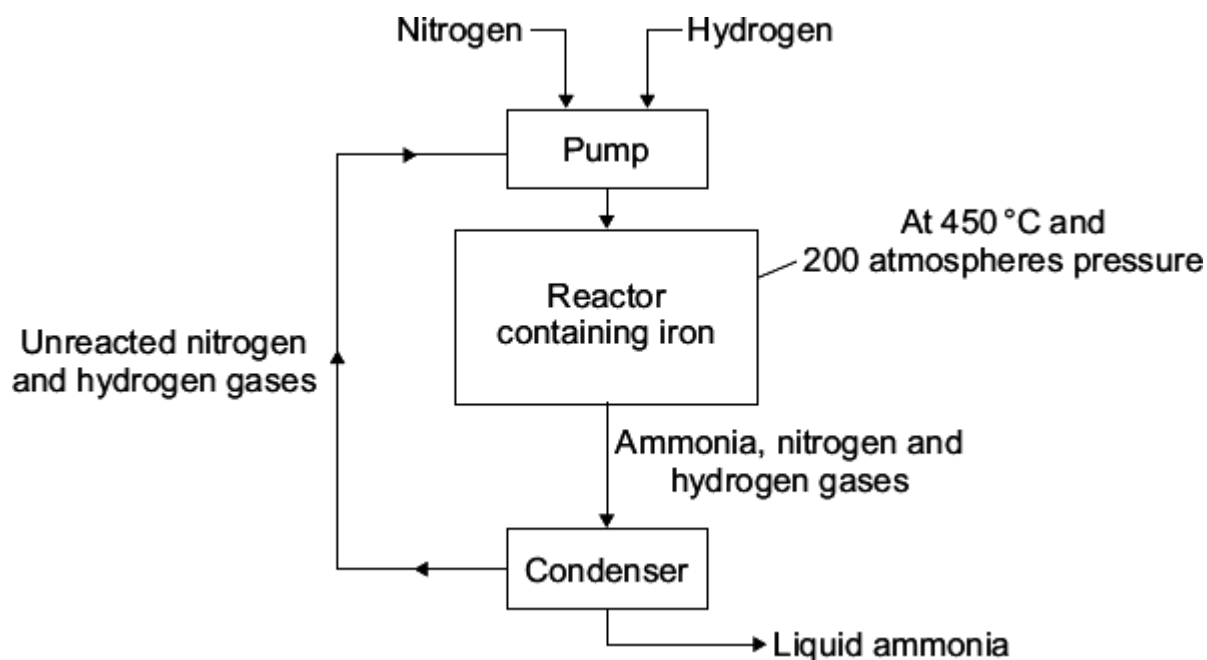 Nitrogen
Hydrogen
Pump
At 450 °C and
200 atmospheres pressure
Reactor
containing iron
Unreacted nitrogen
and hydrogen gases
Ammonia, nitrogen and
hydrogen gases
Condenser
Liquid ammonia